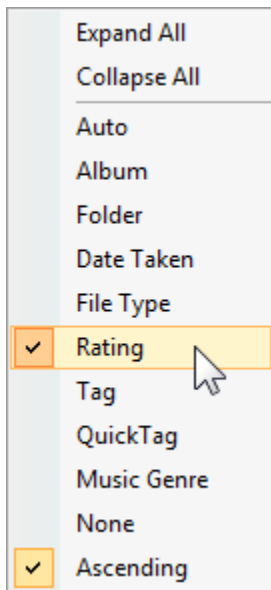 Expand All
Collapse All
Auto
Album
Folder
Date Taken
File Type
Rating
Tag
QuickTag
Music Genre
None
Ascending